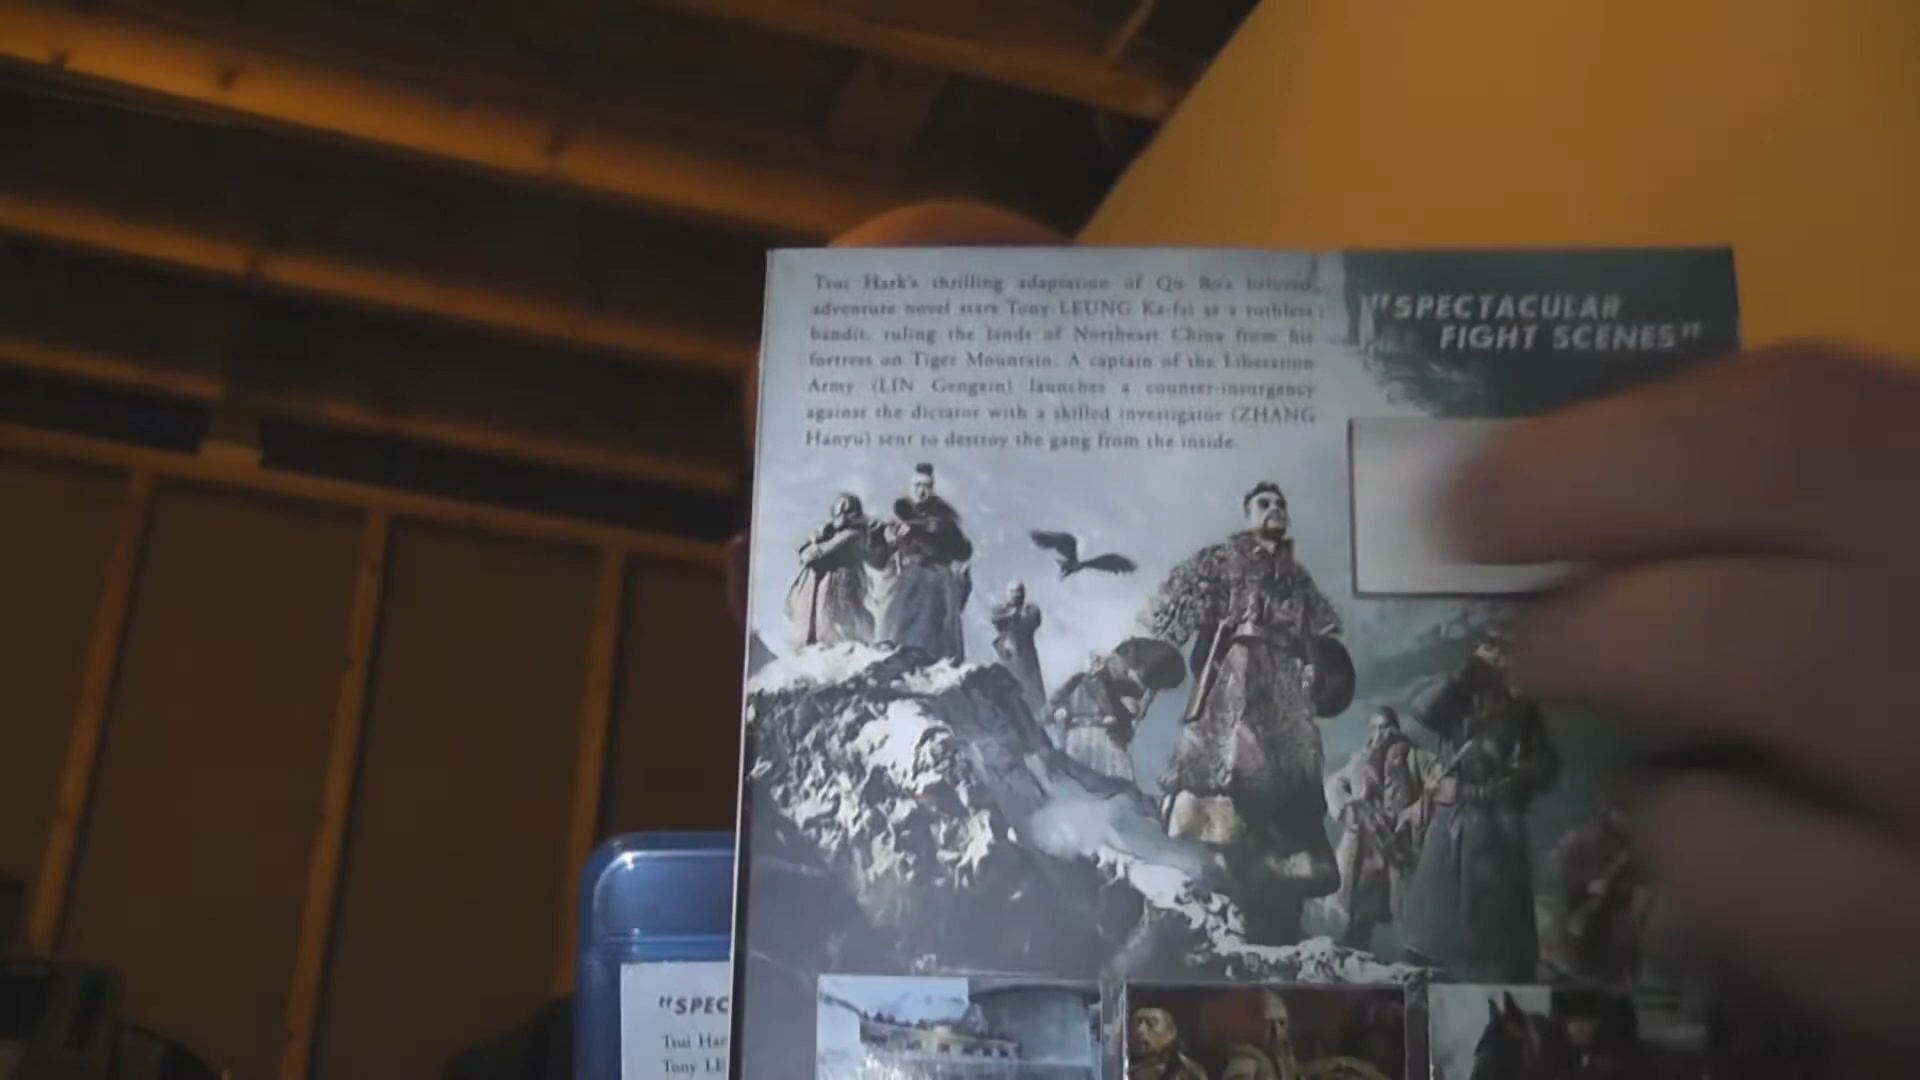 Tsui Hark's thrilling adaptation of Qu Bo's beloved
adventure novel stars Tony LEUNG Ka-fai as a ruthless
bandit, ruling the lands of Northeast China from his
fortress on Tiger Mountain. A captain of the Liberation
Army (LIN Gengxin) launches a counter-insurgency
against the dictator with a skilled investigator (ZHANG
Hanyu) sent to destroy the gang from the inside.
"SPECTACULAR
FIGHT SCENES"
"SPEC
Tsui Har
Tony LE